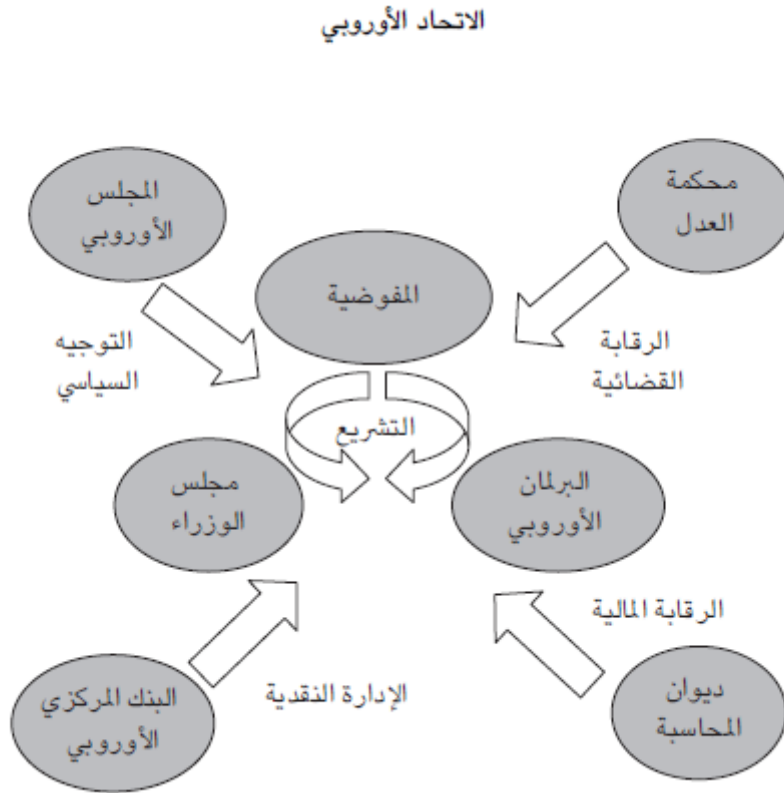 الاتحاد الأوروبي
محكمة
العدل
المجلس
الأوروبي
المفوضية
الرقابة
القضائية
التوجيه
السياسي
التشريع
البرلمان
الأوروبي
مجلس
الوزراء
الرقابة المالية
الإدارة النقدية
ديوان
المحاسبة
البنك المركزي
الأوروبي